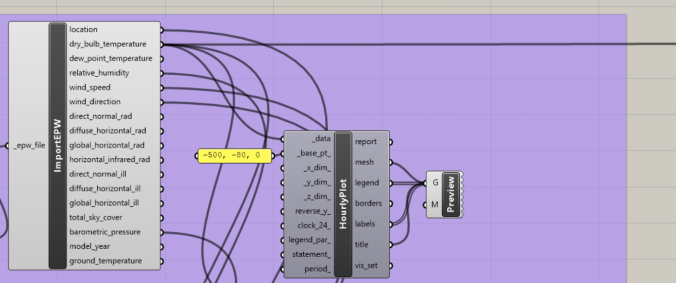 location
dry_bulb_temperature
dew_point_temperature
relative_humidity
wind_speed
wind_direction
direct_normal_rad
diffuse_horizontal_rad
global_horizontal_rad
horizontal_infrared_rad
direct_normal_ill
diffuse_horizontal_ill
global_horizontal_ill
total_sky_cover
barometric_pressure
model_year
ground_temperature
_epw_file
ImportEPW
-500, -80, 0
_data
_base_pt_
_x_dim_
_y_dim_
_z_dim_
reverse_y_
clock_24_
legend_par_
statement_
period_
HourlyPlot
report
mesh
legend
borders
labels
title
vis_set
G
M
Preview